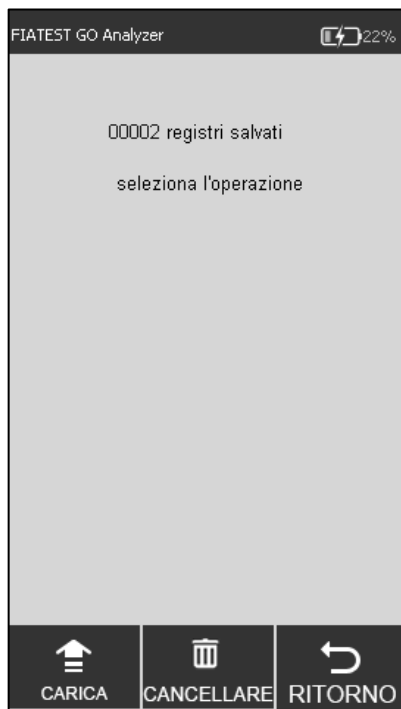 FIATEST GO Analyzer 22%
00002 registri salvati
seleziona l'operazione
CARICA CANCELLARE RITORNO